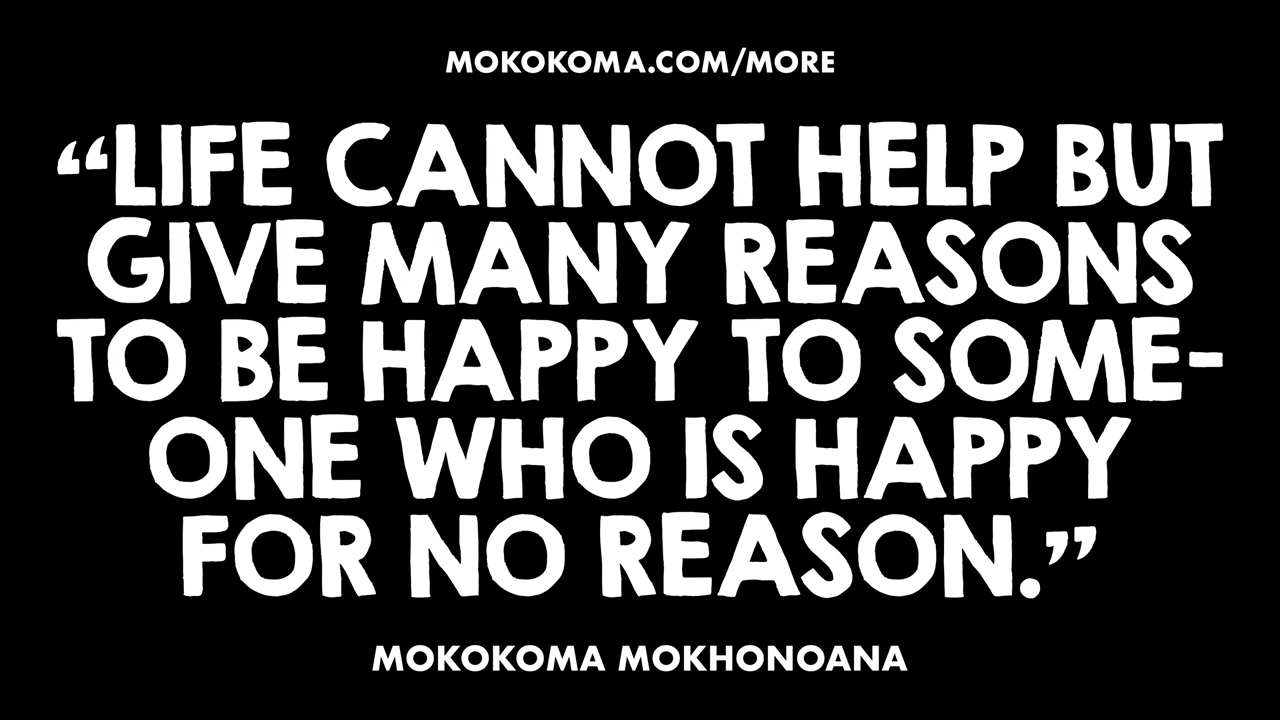 MOKOKOMA.COM/MORE
“LIFE CANNOT HELP BUT
GIVE MANY REASONS
TO BE HAPPY TO SOME-
ONE WHO IS HAPPY
FOR NO REASON.”
MOKOKOMA MOKHONOANA